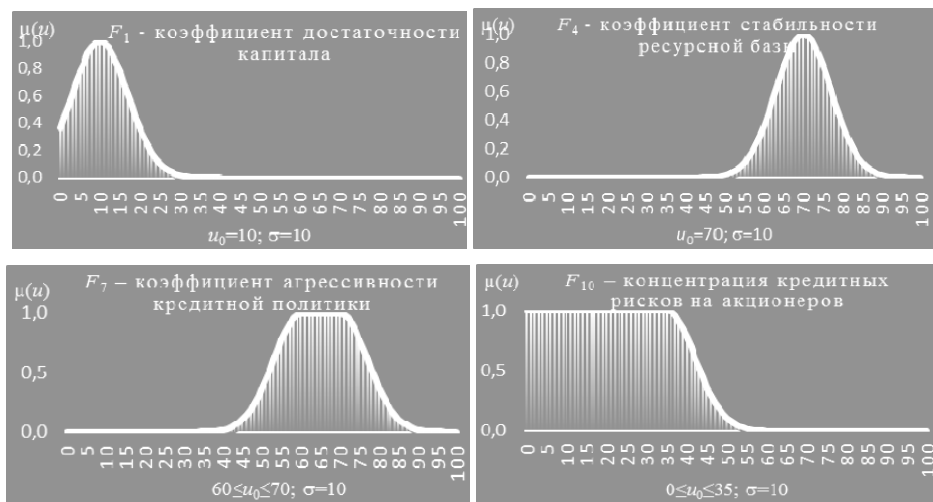 F1 - коэффициент достаточности
капитала
μ(u)
1,0
0,8
0,6
0,4
0,2
0,0
0 5 10 15 20 25 30 35 40 45 50 55 60 65 70 75 80 85 90 95 100
u0=10; σ=10
F4 - коэффициент стабильности
ресурсной базы
μ(u)
1,0
0,8
0,6
0,4
0,2
0,0
0 5 10 15 20 25 30 35 40 45 50 55 60 65 70 75 80 85 90 95 100
u0=70; σ=10
F7 – коэффициент агрессивности
кредитной политики
μ(u)
1,0
0,5
0,0
0 5 10 15 20 25 30 35 40 45 50 55 60 65 70 75 80 85 90 95 100
60≤u0≤70; σ=10
F10 – концентрация кредитных
рисков на акционеров
μ(u)
1,0
0,5
0,0
0 5 10 15 20 25 30 35 40 45 50 55 60 65 70 75 80 85 90 95 100
0≤u0≤35; σ=10